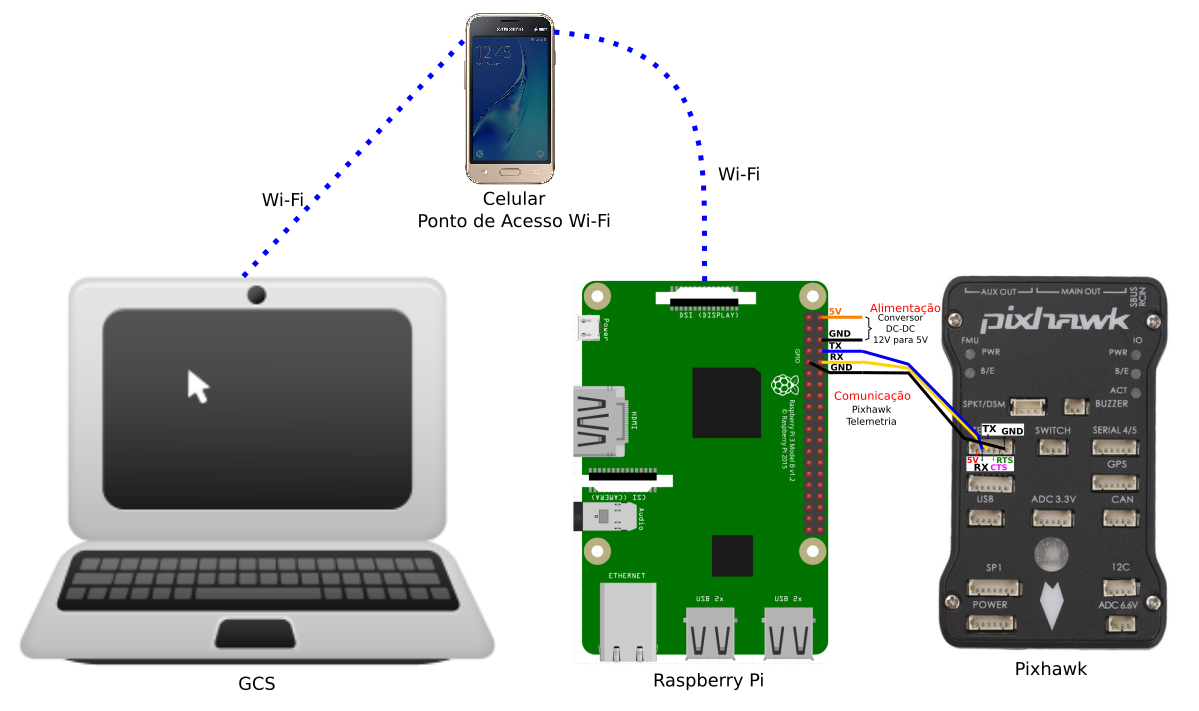 SAMSUNG
12:45
Wi-Fi
Wi-Fi
Celular
Ponto de Acesso Wi-Fi
GCS
DSI (DISPLAY)
Power
HDMI
CSI (CAMERA)
Audio
ETHERNET
USB 2x
USB 2x
GPIO
Raspberry Pi 3 Model B v1.2
© Raspberry Pi 2015
Raspberry Pi
5V
GND
TX
RX
GND
Alimentação
Conversor
DC-DC
12V para 5V
Comunicação
Pixhawk
Telemetria
AUX OUT
MAIN OUT
SBUS
RCIN
pixhawk
FMU
IO
PWR
PWR
B/E
B/E
ACT
SPKT/DSM
BUZZER
TX
GND
SWITCH
SERIAL 4/5
5V
RTS
RX
CTS
GPS
USB
ADC 3.3V
CAN
SP1
12C
POWER
ADC 6.6V
Pixhawk